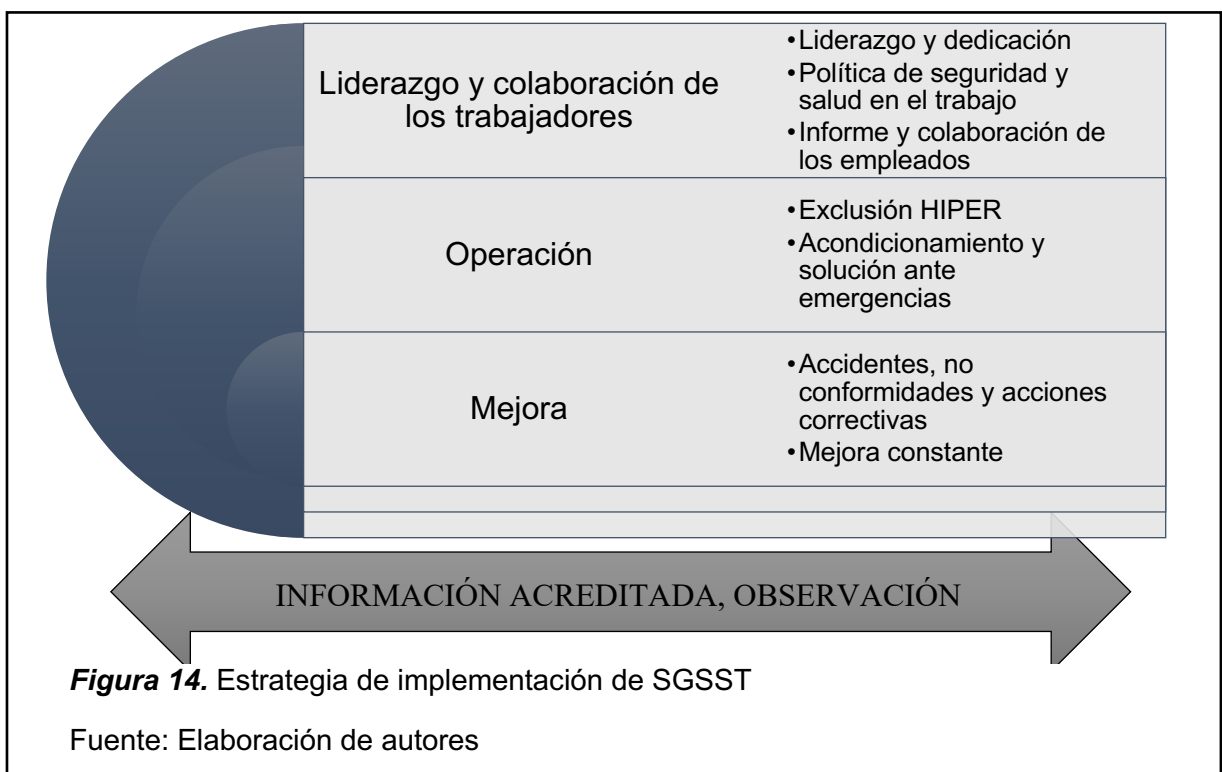 Liderazgo y colaboración de
los trabajadores
•Liderazgo y dedicación
•Política de seguridad y
salud en el trabajo
•Informe y colaboración de
los empleados
Operación
•Exclusión HIPER
•Acondicionamiento y
solución ante
emergencias
Mejora
•Accidentes, no
conformidades y acciones
correctivas
•Mejora constante
INFORMACIÓN ACREDITADA, OBSERVACIÓN
Figura 14. Estrategia de implementación de SGSST
Fuente: Elaboración de autores